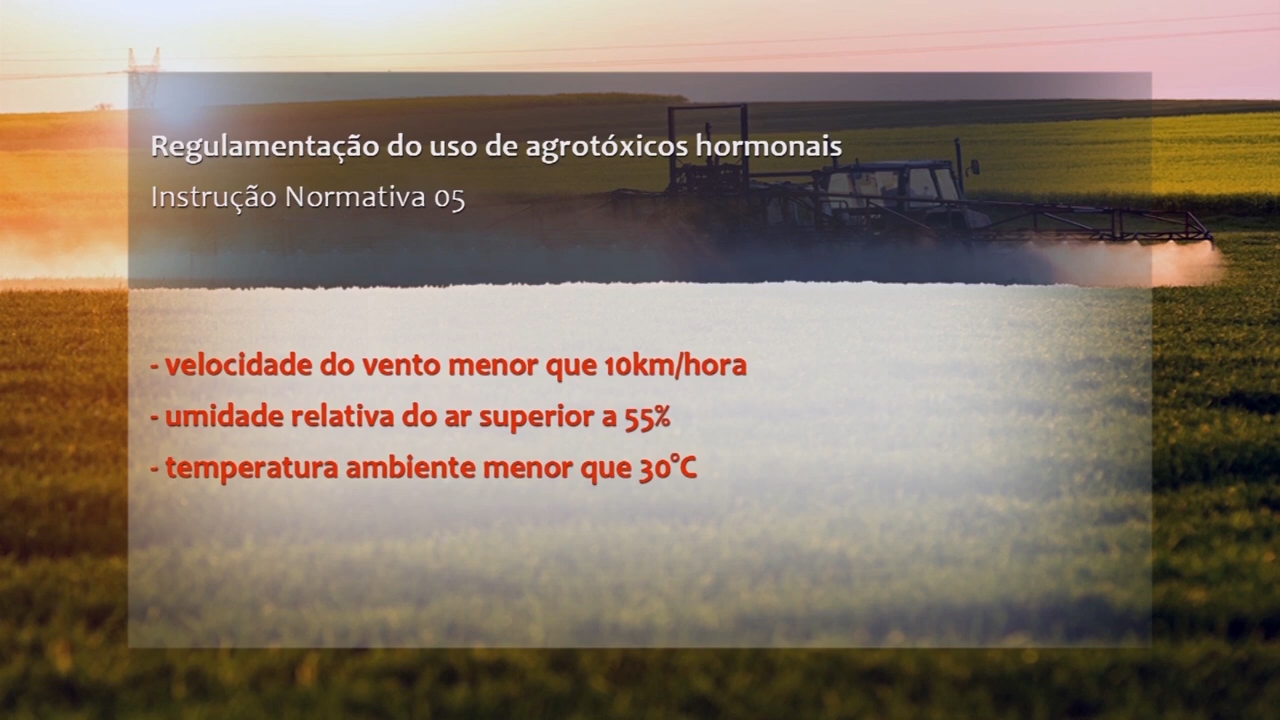 Regulamentação do uso de agrotóxicos hormonais
Instrução Normativa 05
- velocidade do vento menor que 10km/hora
- umidade relativa do ar superior a 55%
- temperatura ambiente menor que 30°C